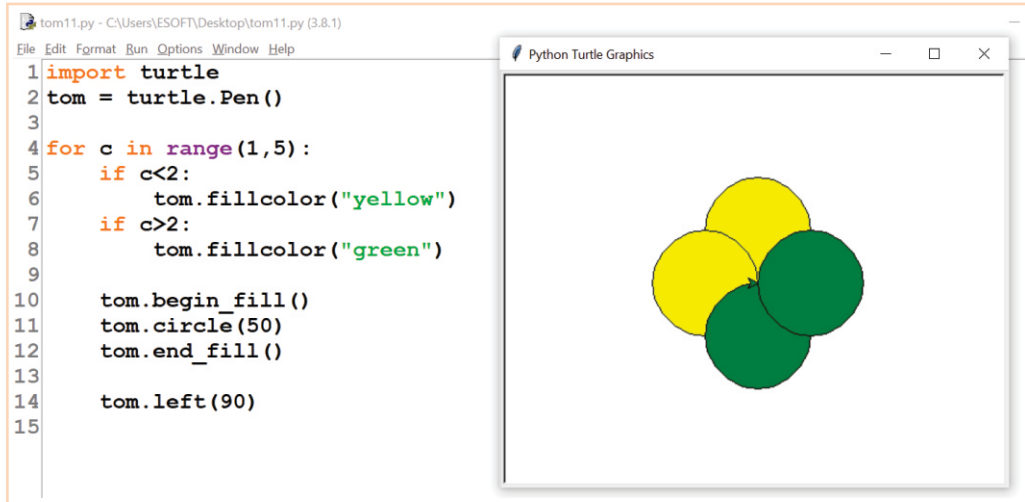 tom11.py - C:\Users\ESOFT\Desktop\tom11.py (3.8.1)
File Edit Format Run Options Window Help
1 import turtle
2 tom = turtle.Pen()
3
4 for c in range(1,5):
5     if c<2:
6         tom.fillcolor("yellow")
7     if c>2:
8         tom.fillcolor("green")
9
10     tom.begin_fill()
11     tom.circle(50)
12     tom.end_fill()
13
14     tom.left(90)
15
Python Turtle Graphics